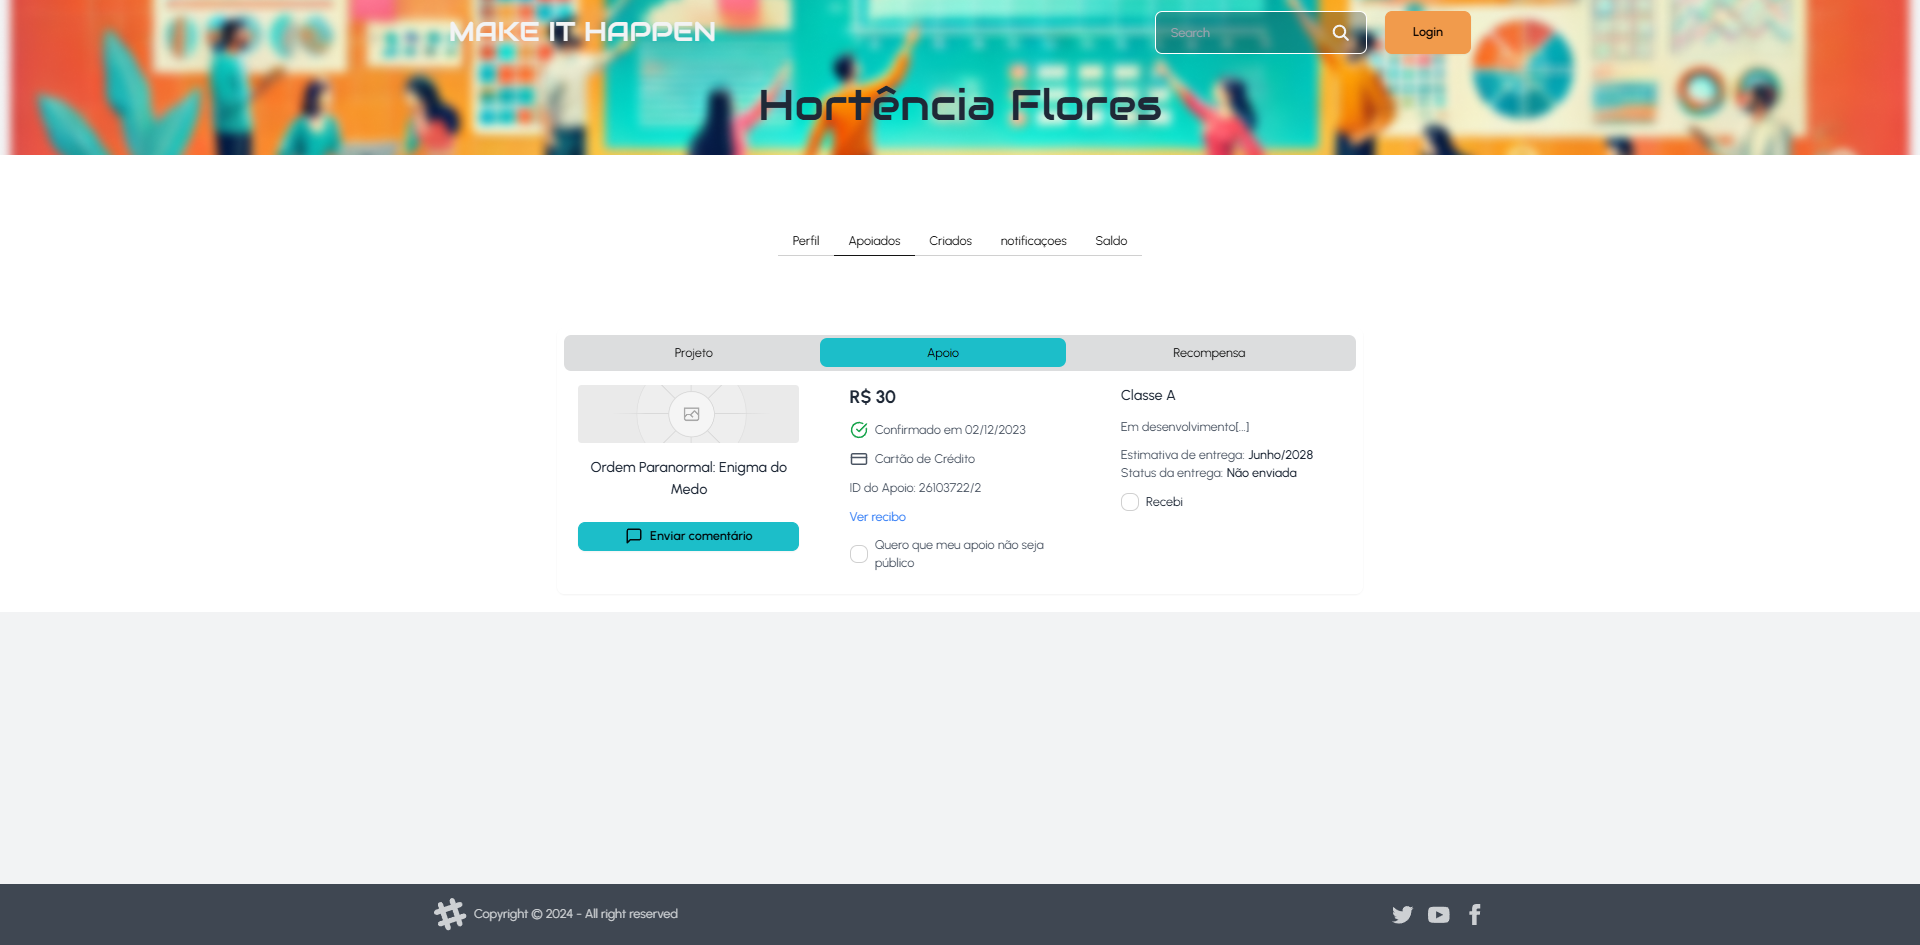 MAKE IT HAPPEN
Search
Login
Hortência Flores
Perfil
Apoiados
Criados
notificaçoes
Saldo
Projeto
Apoio
Recompensa
Ordem Paranormal: Enigma do
Medo
Enviar comentário
R$ 30
Confirmado em 02/12/2023
Cartão de Crédito
ID do Apoio: 26103722/2
Ver recibo
Quero que meu apoio não seja
público
Classe A
Em desenvolvimento[...]
Estimativa de entrega: Junho/2028
Status da entrega: Não enviada
Recebi
Copyright © 2024 - All right reserved